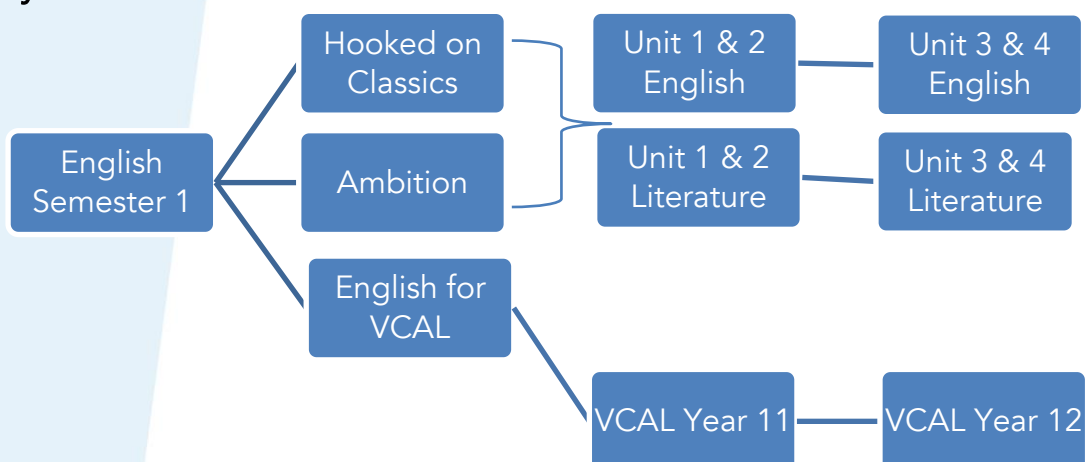 Hooked on
Classics
Unit 1 & 2
English
Unit 3 & 4
English
English
Semester 1
Ambition
Unit 1 & 2
Literature
Unit 3 & 4
Literature
English for
VCAL
VCAL Year 11
VCAL Year 12